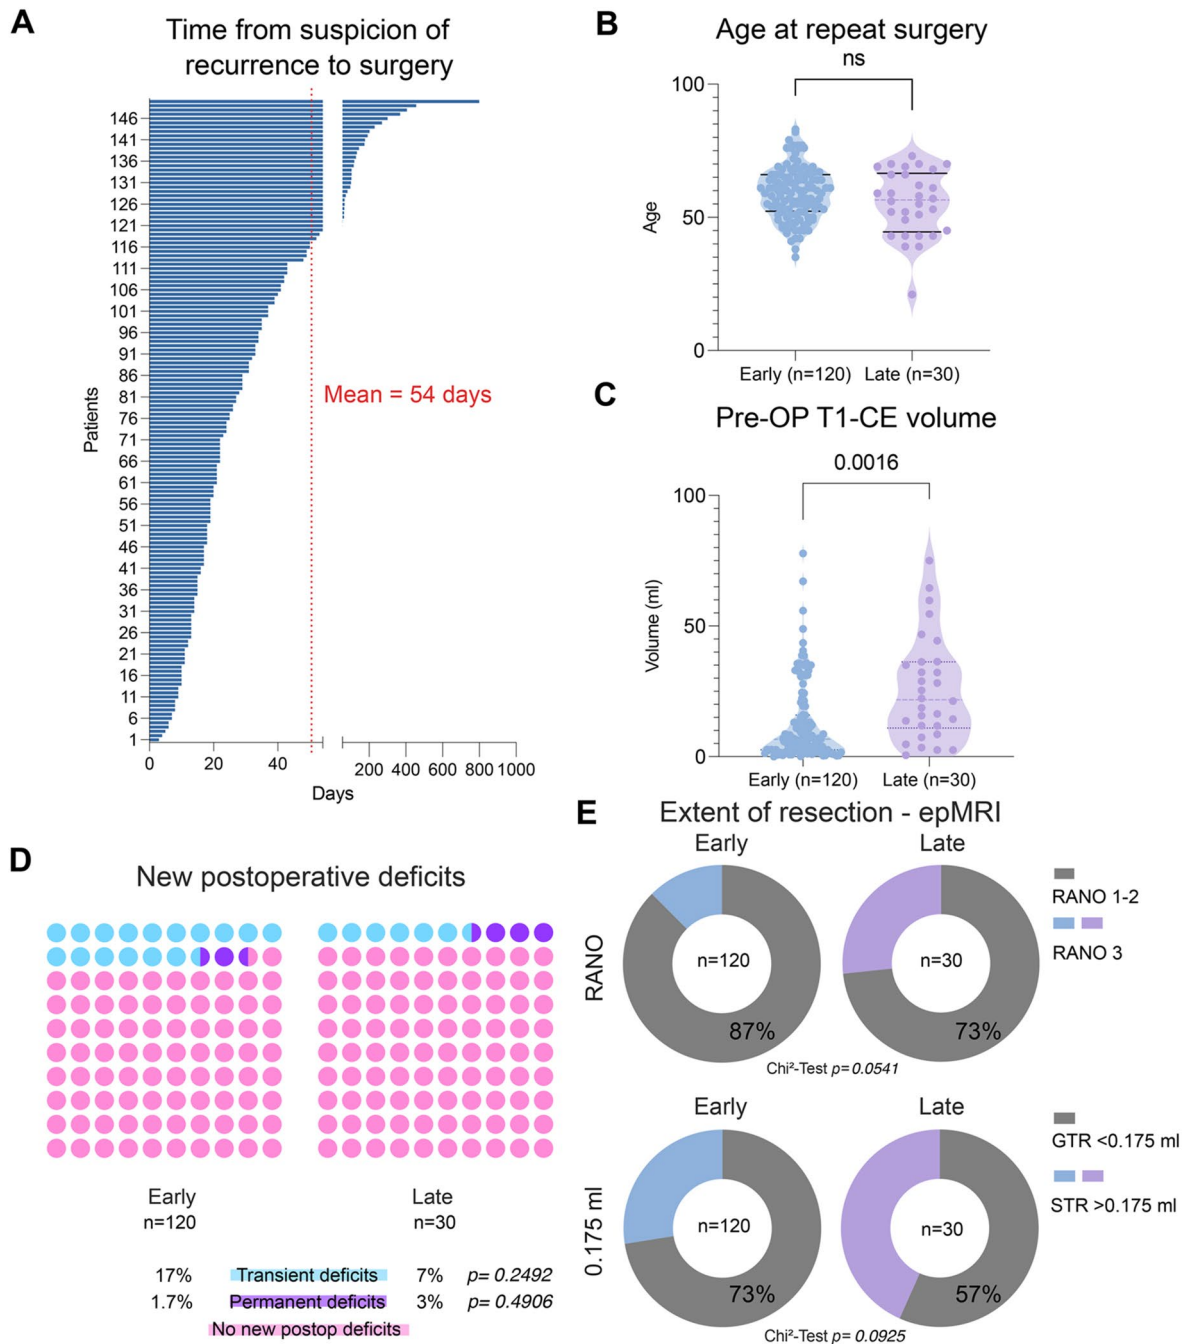 A
Time from suspicion of
recurrence to surgery
146
141
136
131
126
121
116
111
106
101
96
91
86
81
76
71
66
61
56
51
46
41
36
31
26
21
16
11
6
1
Patients
Mean = 54 days
0 20 40 200 400 600 800 1000
Days
B
Age at repeat surgery
ns
100
50
0
Age
Early (n=120) Late (n=30)
C
Pre-OP T1-CE volume
0.0016
100
50
0
Volume (ml)
Early (n=120) Late (n=30)
D
New postoperative deficits
Early Late
n=120 n=30
17% Transient deficits 7% p= 0.2492
1.7% Permanent deficits 3% p= 0.4906
No new postop deficits
E
Extent of resection - epMRI
Early Late
RANO
n=120 n=30
87% 73%
RANO 1-2
RANO 3
Chi²-Test p= 0.0541
Early Late
0.175 ml
n=120 n=30
73% 57%
GTR <0.175 ml
STR >0.175 ml
Chi²-Test p= 0.0925